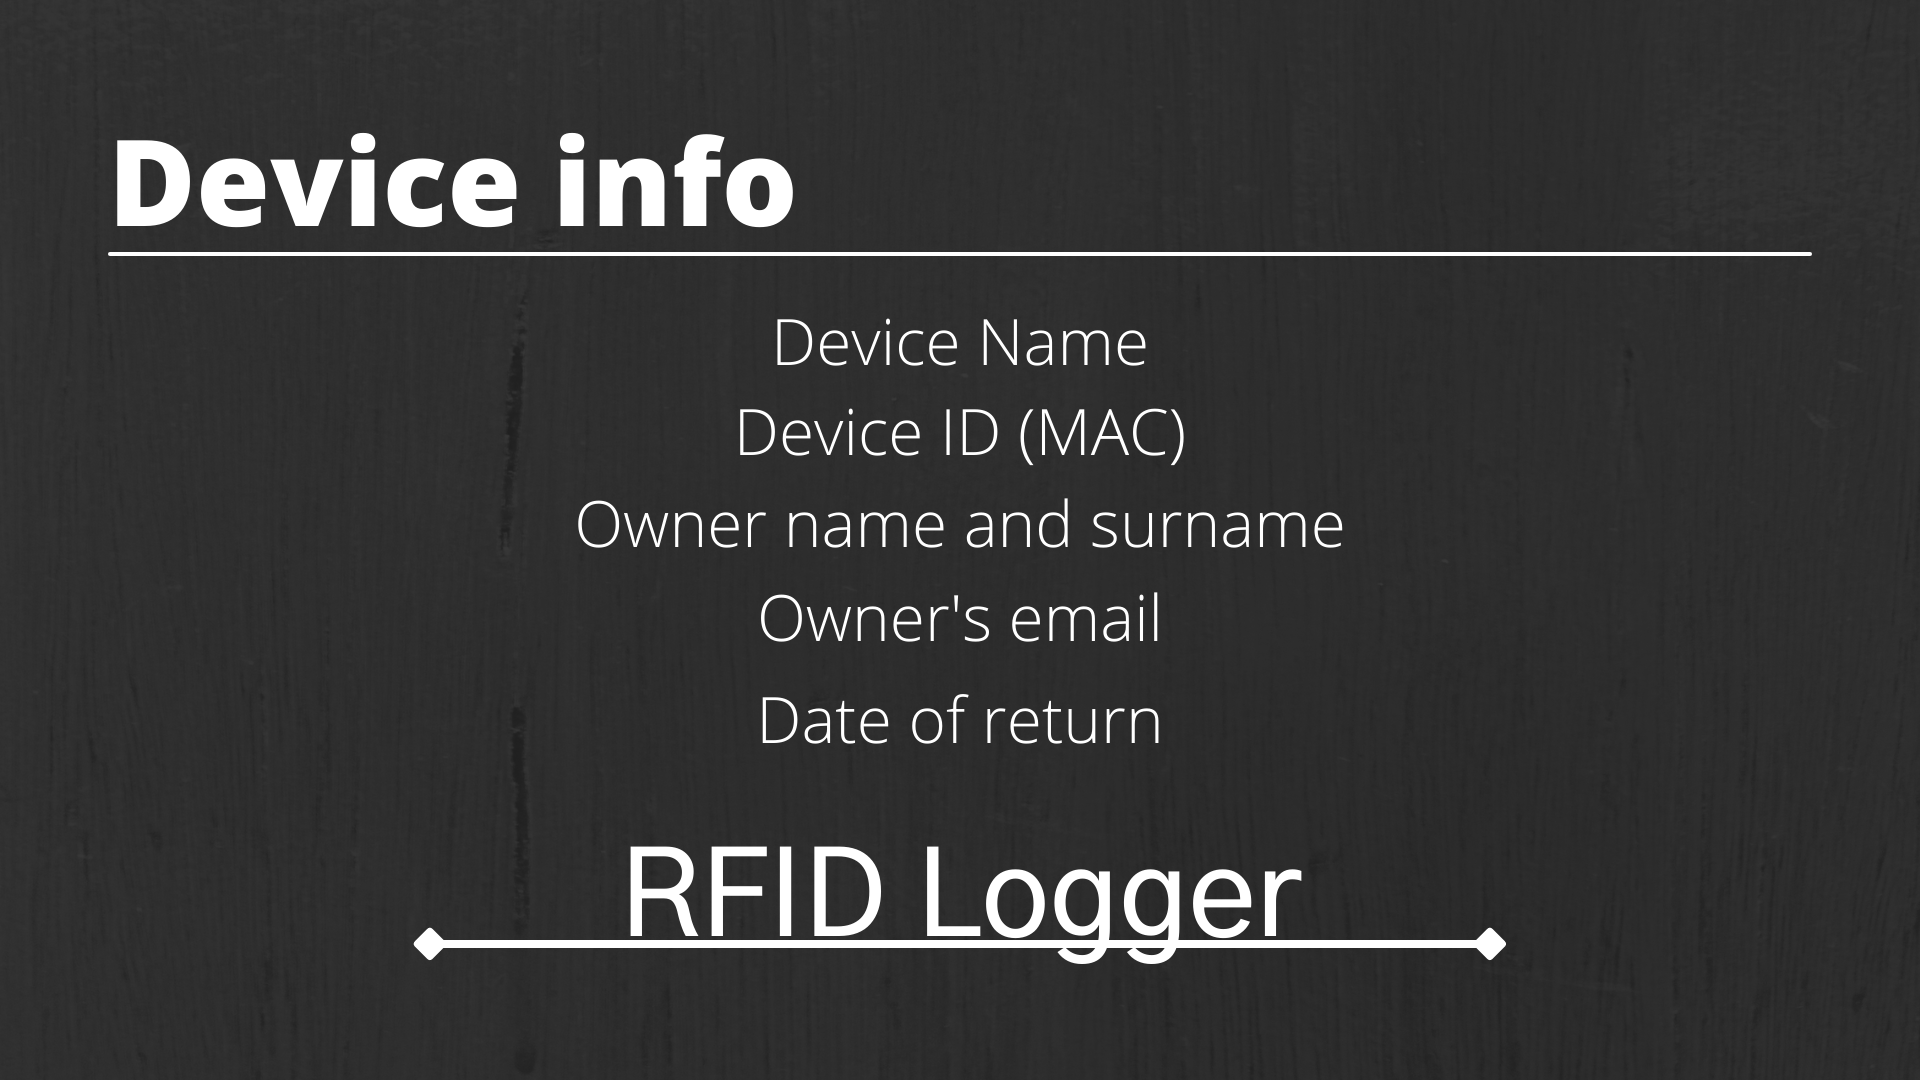 Device info
Device Name
Device ID (MAC)
Owner name and surname
Owner's email
Date of return
RFID Logger